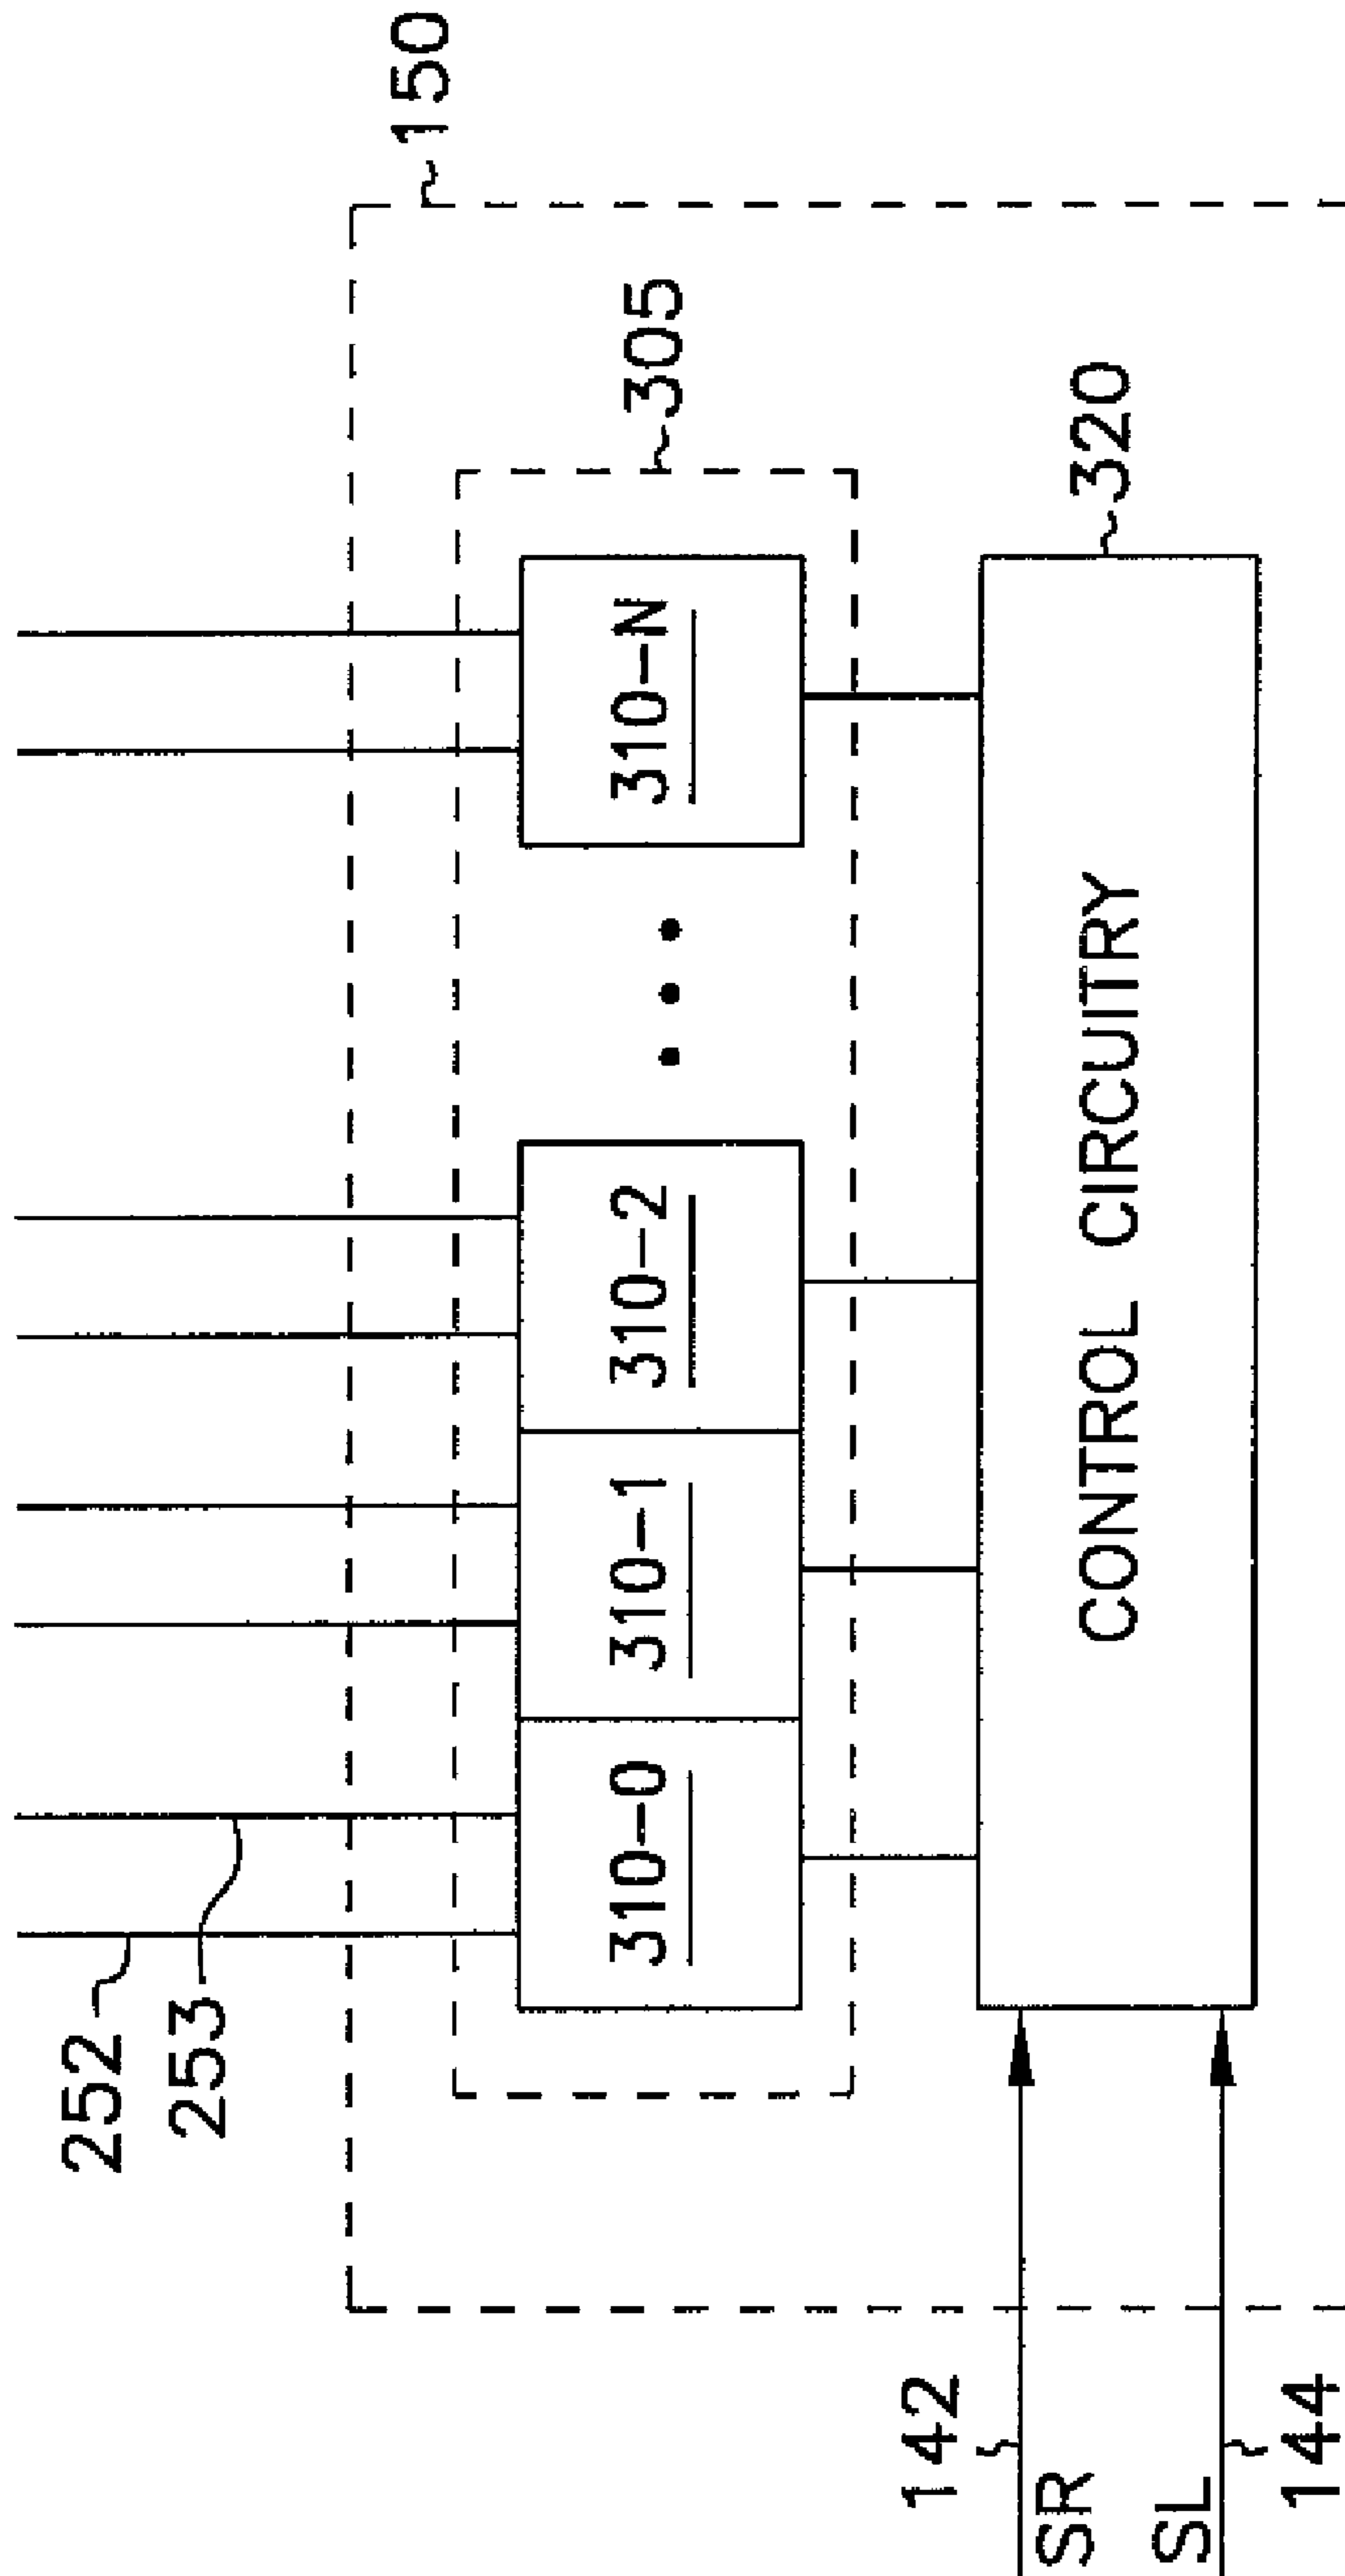 150
305
252
253
310-0
310-1
310-2
310-N
320
CONTROL CIRCUITRY
142
SR
SL
144